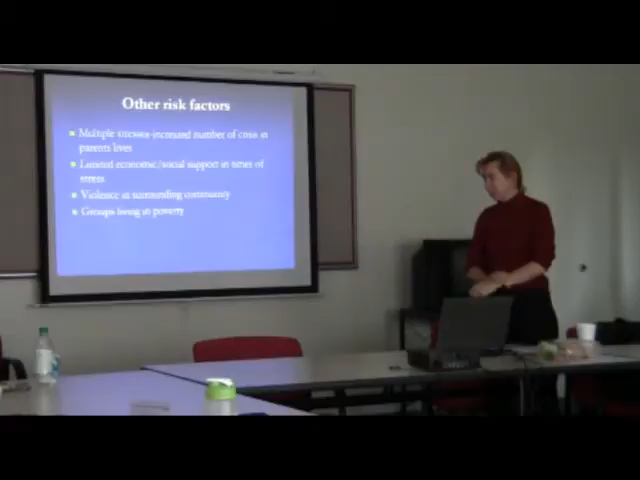 Other risk factors
Multiple stresses-increased number of crisis in
parents lives
Limited economic/social support in times of
stress
Violence in surrounding community
Groups living in poverty